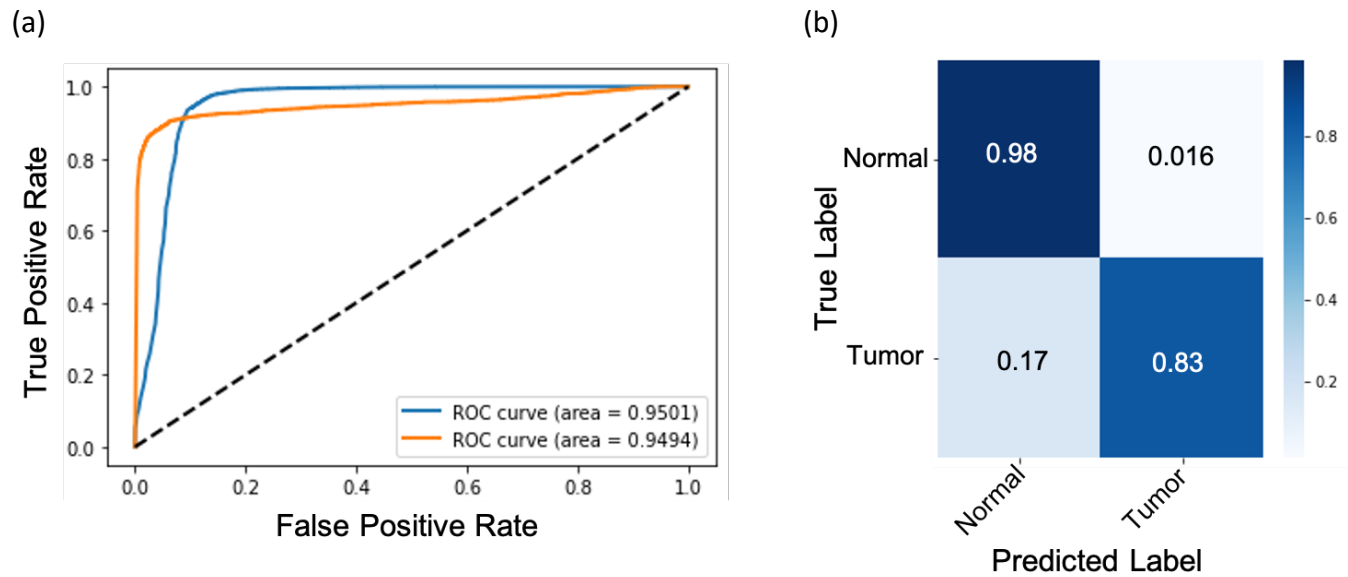 (a)
(b)
True Positive Rate
1.0
0.8
0.6
0.4
0.2
0.0
ROC curve (area = 0.9501)
ROC curve (area = 0.9494)
0.0 0.2 0.4 0.6 0.8 1.0
False Positive Rate
True Label
Normal
Tumor
0.98 0.016
0.17 0.83
Normal Tumor
Predicted Label
0.8
0.6
0.4
0.2